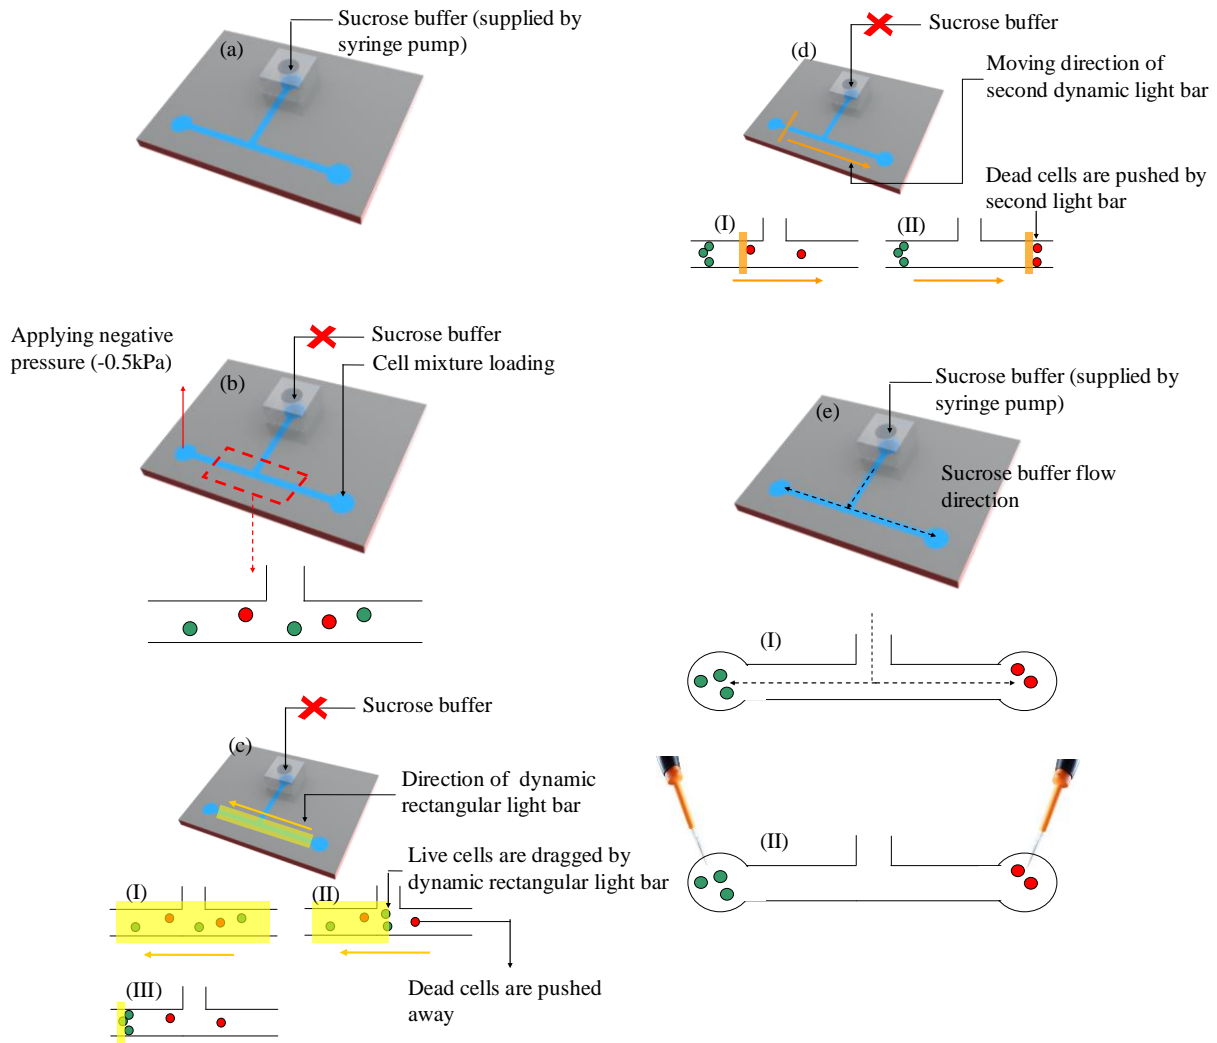 (a)
Sucrose buffer (supplied by
syringe pump)
(b)
Applying negative
pressure (-0.5kPa)
Sucrose buffer
Cell mixture loading
(c)
Sucrose buffer
Direction of dynamic
rectangular light bar
Live cells are dragged by
dynamic rectangular light bar
(I)
(II)
Dead cells are pushed
away
(III)
(d)
Sucrose buffer
Moving direction of
second dynamic light bar
Dead cells are pushed by
second light bar
(I)
(II)
(e)
Sucrose buffer (supplied by
syringe pump)
Sucrose buffer flow
direction
(I)
(II)